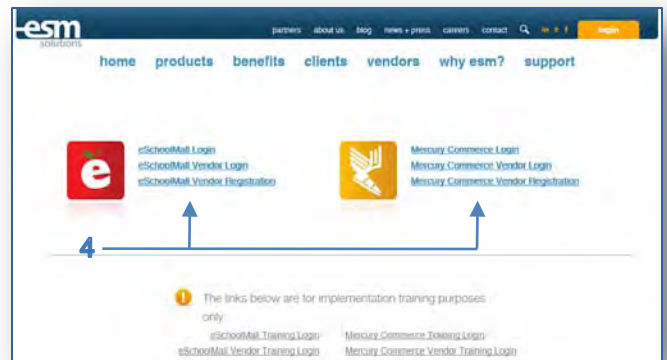 esm
solutions
partners about us blog news + press careers contact login
home products benefits clients vendors why esm? support
e
eSchoolMall Login
eSchoolMall Vendor Login
eSchoolMall Vendor Registration
Mercury Commerce Login
Mercury Commerce Vendor Login
Mercury Commerce Vendor Registration
4
The links below are for implementation training purposes
only
eSchoolMall Training Login Mercury Commerce Training Login
eSchoolMall Vendor Training Login Mercury Commerce Vendor Training Login